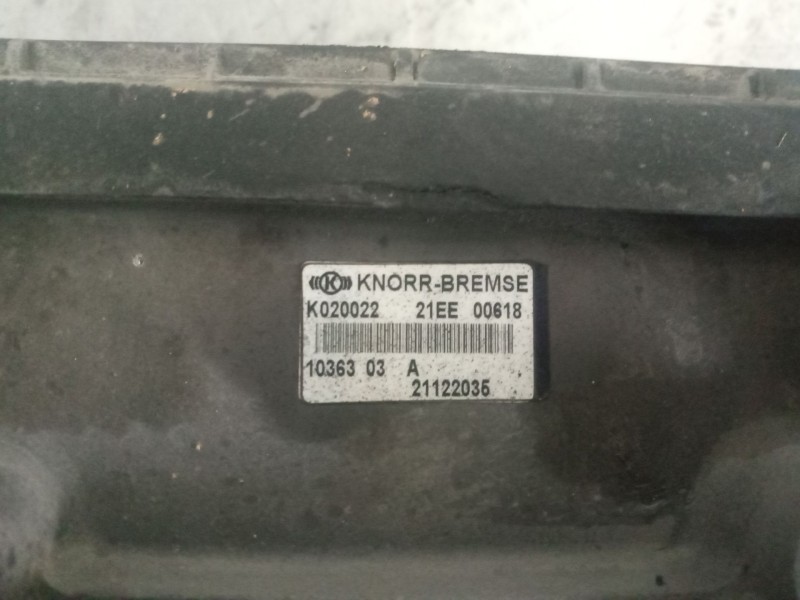 K KNORR-BREMSE
K020022 21EE 00618
10363 03 A
21122035